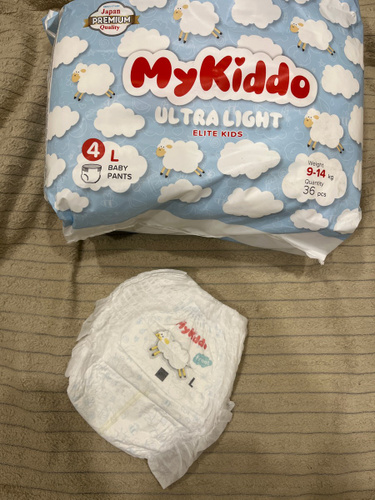 Japan
PREMIUM
Quality
MyKiddo
ULTRA LIGHT
ELITE KIDS
4 L
BABY
PANTS
Weight
9-14 kg
Quantity
36 pcs
MyKiddo
L